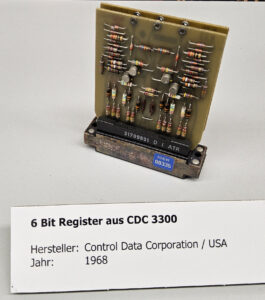 6 Bit Register aus CDC 3300
Hersteller: Control Data Corporation / USA
Jahr: 1968